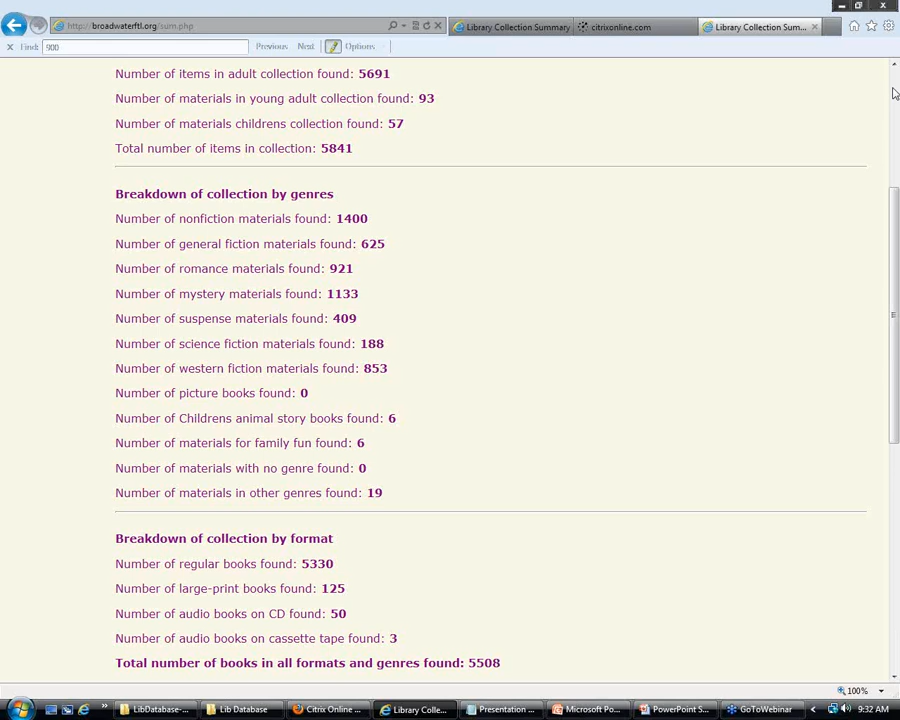 http://broadwaterftl.org/sum.php
Library Collection Summary
citrixonline.com
Library Collection Sum...
Find: 900
Previous Next Options
Number of items in adult collection found: 5691
Number of materials in young adult collection found: 93
Number of materials childrens collection found: 57
Total number of items in collection: 5841
Breakdown of collection by genres
Number of nonfiction materials found: 1400
Number of general fiction materials found: 625
Number of romance materials found: 921
Number of mystery materials found: 1133
Number of suspense materials found: 409
Number of science fiction materials found: 188
Number of western fiction materials found: 853
Number of picture books found: 0
Number of Childrens animal story books found: 6
Number of materials for family fun found: 6
Number of materials with no genre found: 0
Number of materials in other genres found: 19
Breakdown of collection by format
Number of regular books found: 5330
Number of large-print books found: 125
Number of audio books on CD found: 50
Number of audio books on cassette tape found: 3
Total number of books in all formats and genres found: 5508
100%
LibDatabase-...
Lib Database
Citrix Online ...
Library Colle...
Presentation ...
Microsoft Po...
PowerPoint S...
GoToWebinar
9:32 AM